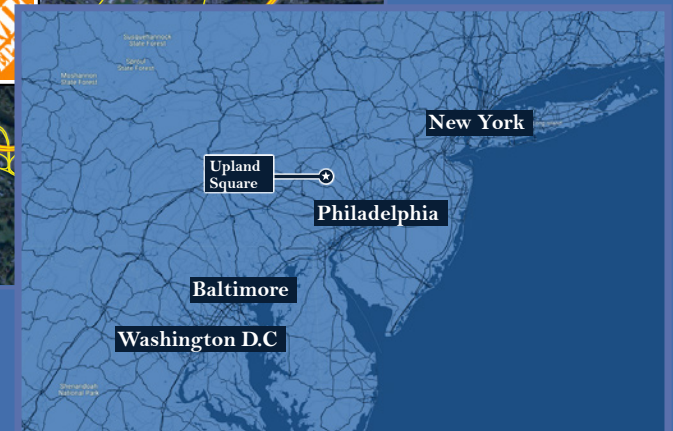 Susquehannock
State Forest
Sproul
State Forest
Moshannon
State Forest
New York
Upland
Square
Philadelphia
Baltimore
Washington D.C
Shenandoah
National Park